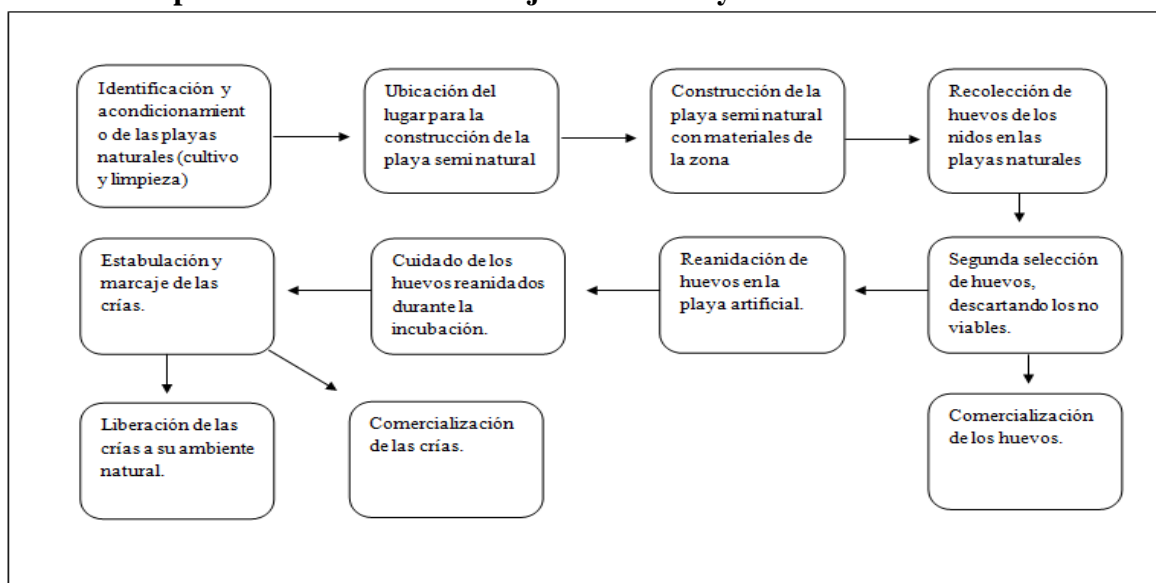 Identificación y
acondicionamient
o de las playas
naturales (cultivo
y limpieza)
Ubicación del
lugar para la
construcción de la
playa semi natural
Construcción de la
playa semi natural
con materiales de
la zona
Recolección de
huevos de los
nidos en las
playas naturales
Estabulación y
marcaje de las
crías.
Cuidado de los
huevos reanidados
durante la
incubación.
Reanidación de
huevos en la
playa artificial.
Segunda selección
de huevos,
descartando los no
viables.
Liberación de las
crías a su ambiente
natural.
Comercialización
de las crías.
Comercialización
de los huevos.